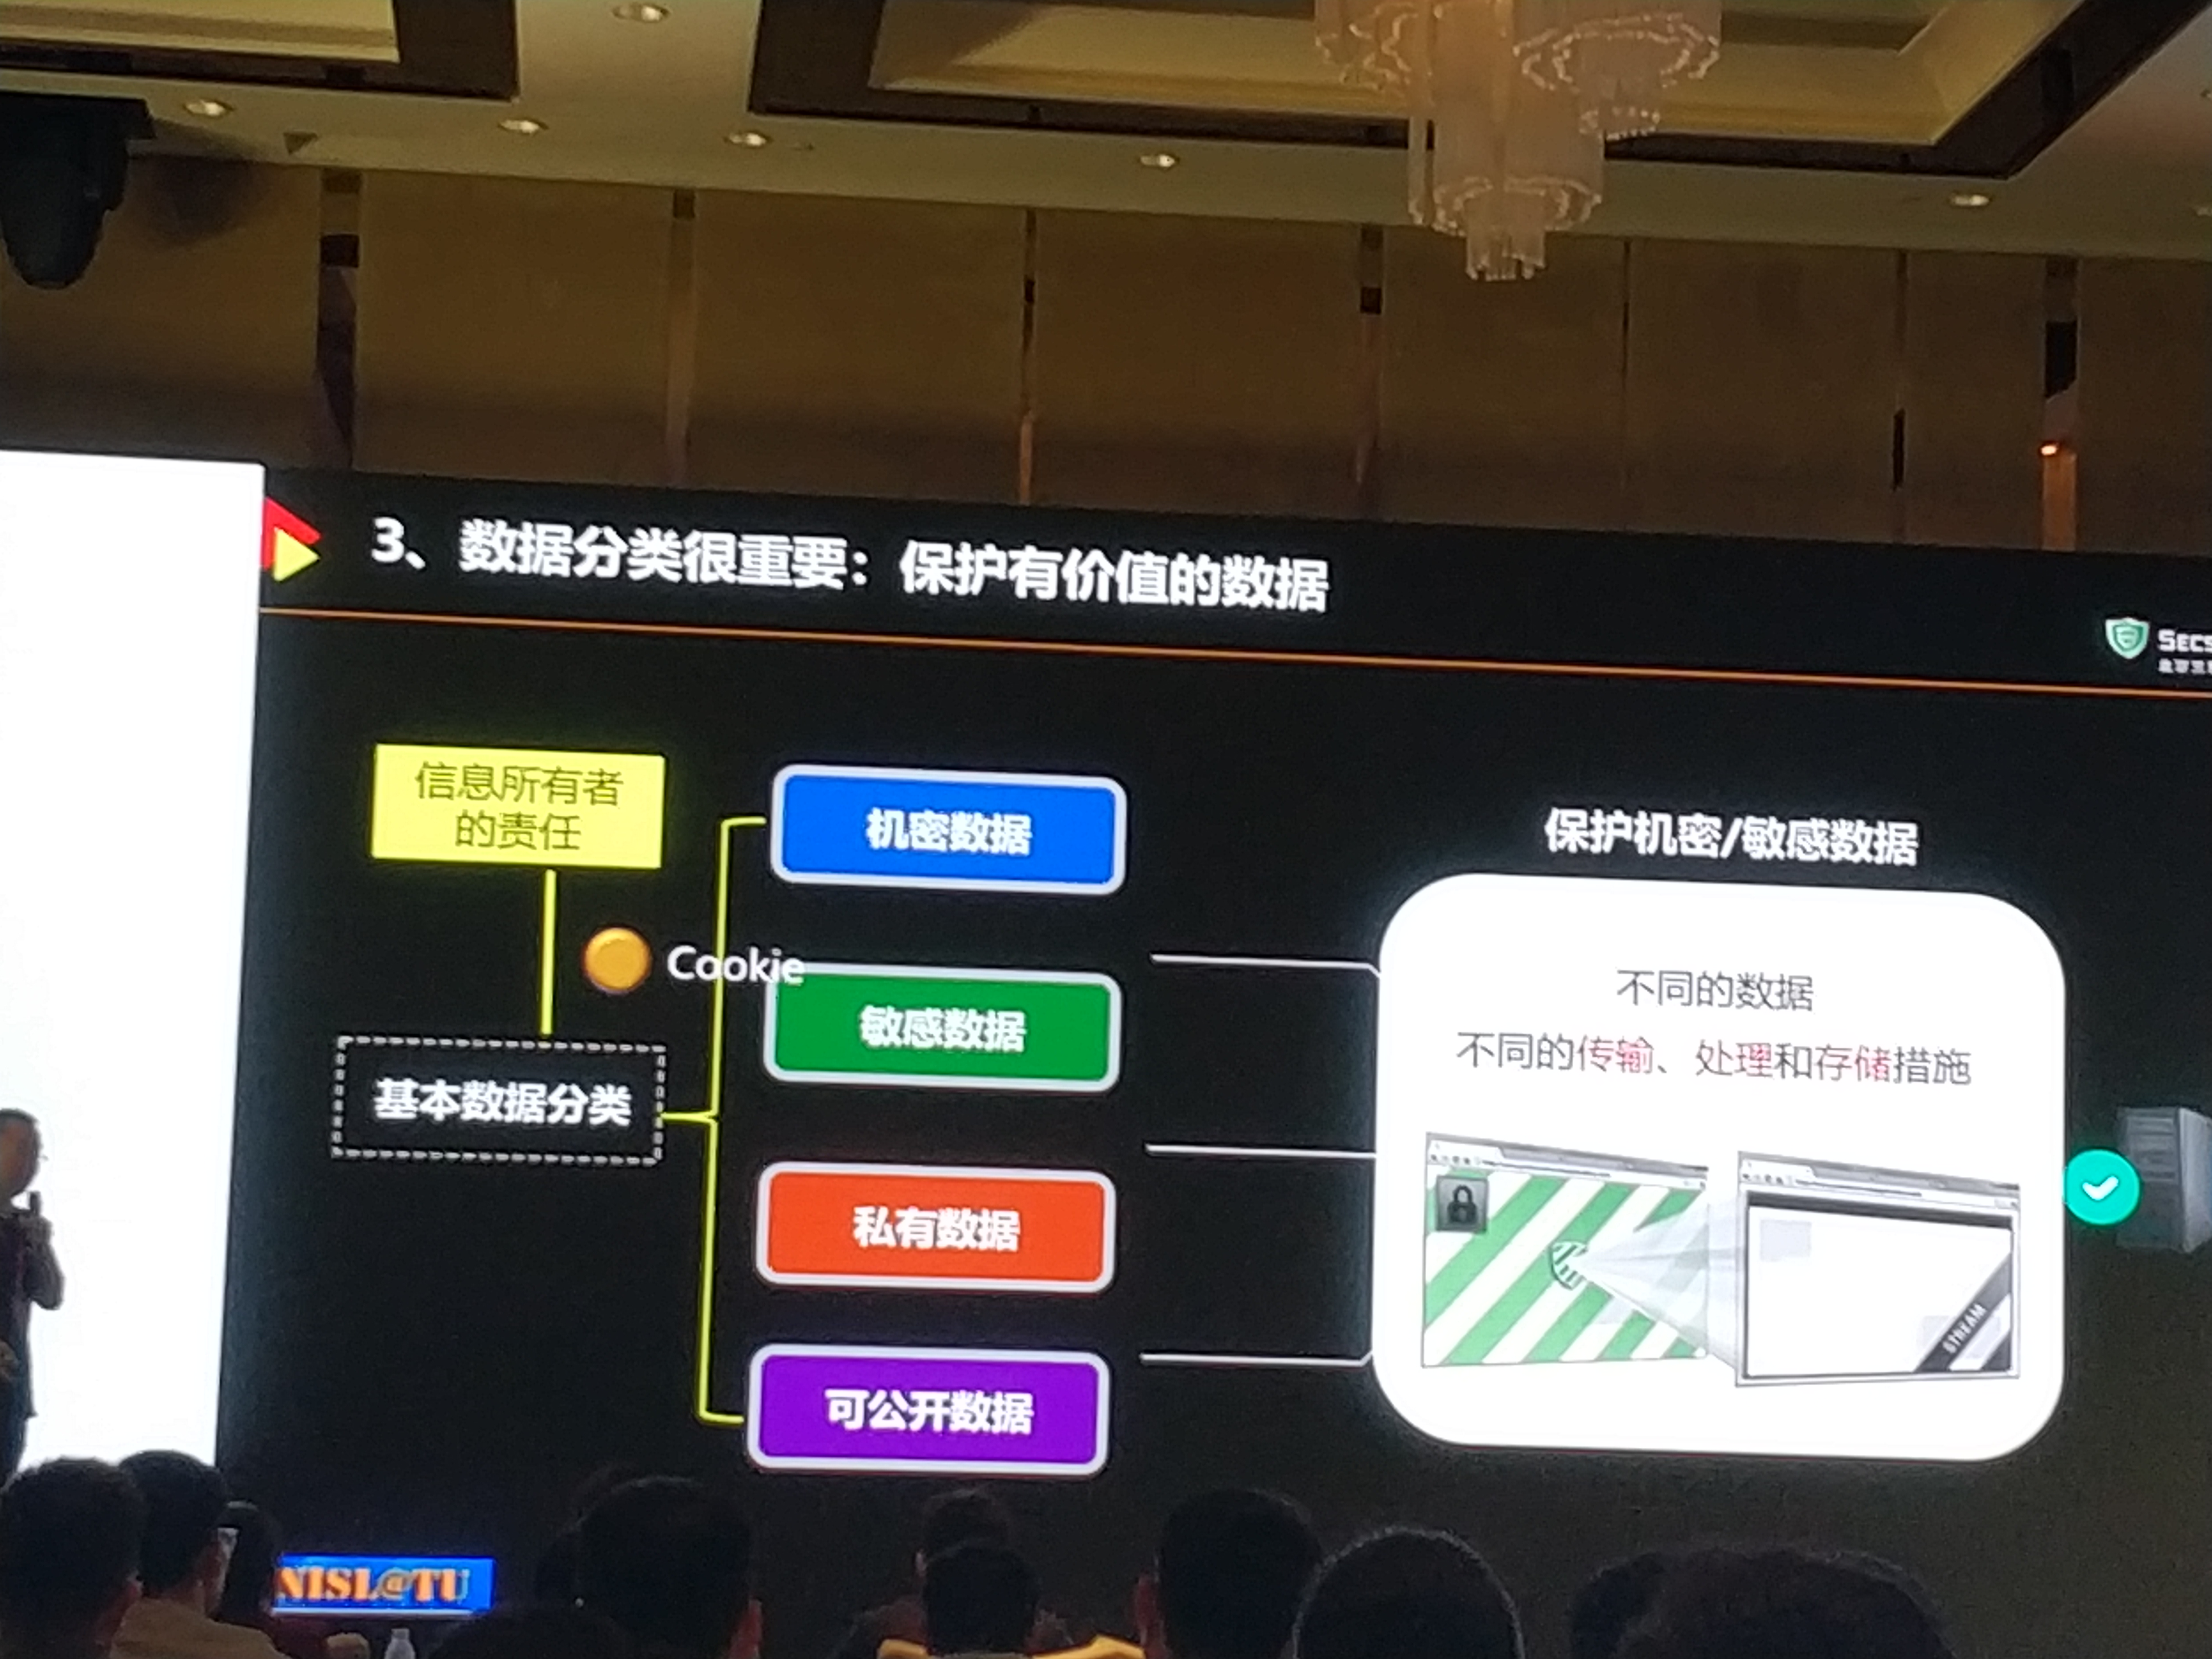 3、数据分类很重要：保护有价值的数据
SECS
信息所有者
的责任
机密数据
保护机密/敏感数据
Cookie
不同的数据
敏感数据
不同的传输、处理和存储措施
基本数据分类
私有数据
STREAM
可公开数据
NISL@TU